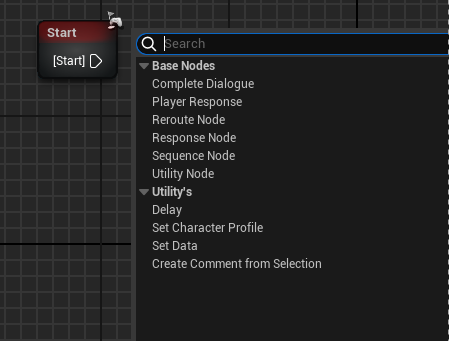 Start
[Start]
Search
Base Nodes
Complete Dialogue
Player Response
Reroute Node
Response Node
Sequence Node
Utility Node
Utility's
Delay
Set Character Profile
Set Data
Create Comment from Selection